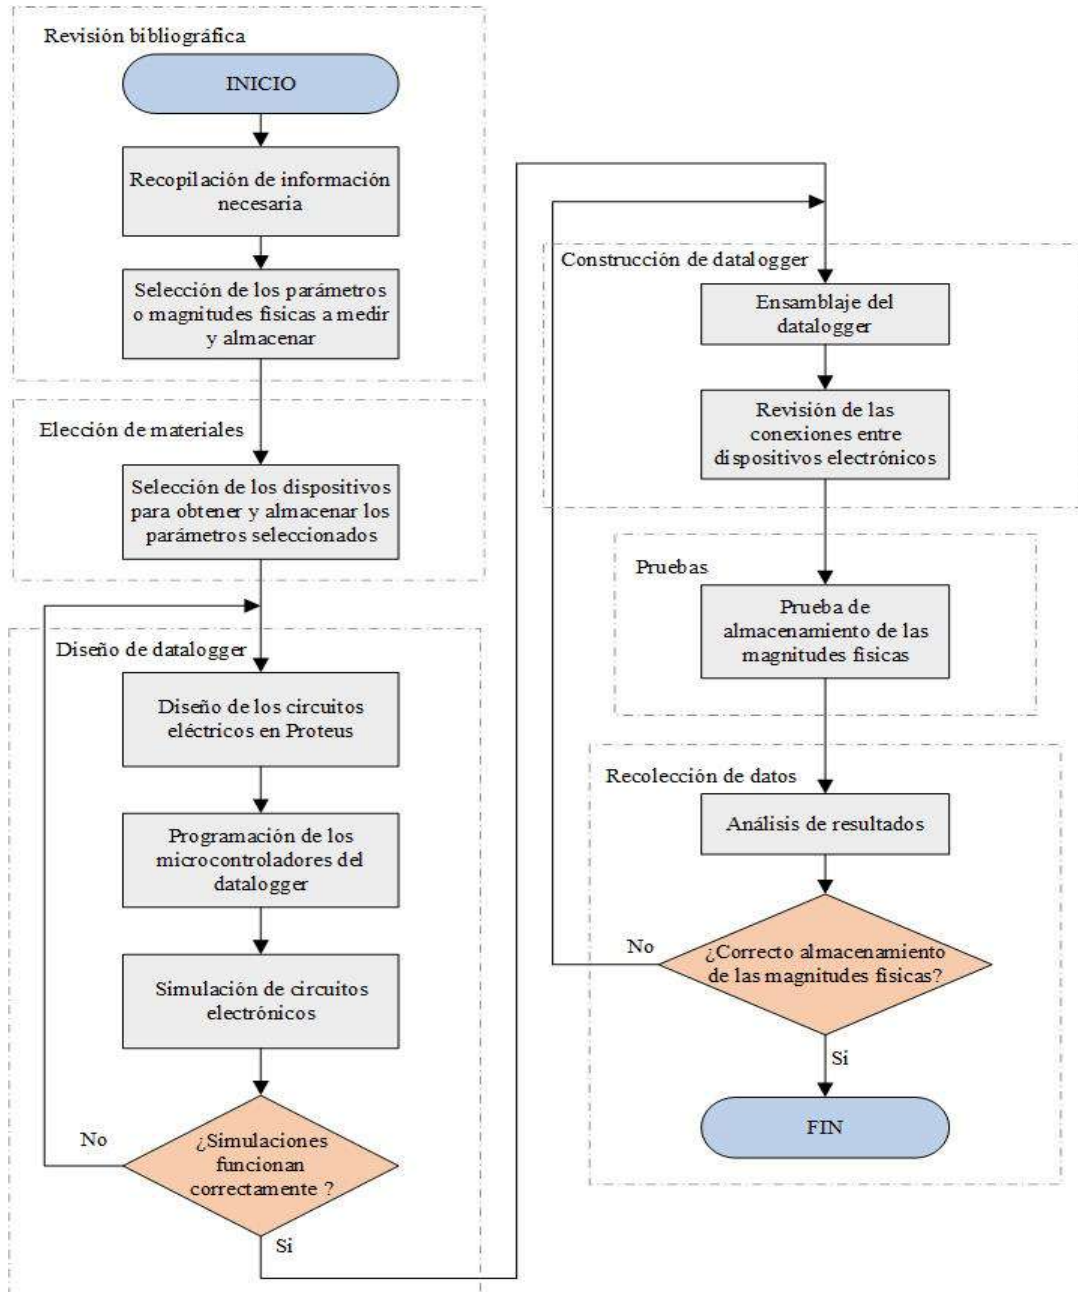 Revisión bibliográfica
INICIO
Recopilación de información
necesaria
Selección de los parámetros
o magnitudes físicas a medir
y almacenar
Elección de materiales
Selección de los dispositivos
para obtener y almacenar los
parámetros seleccionados
Diseño de datalogger
Diseño de los circuitos
eléctricos en Proteus
Programación de los
microcontroladores del
datalogger
Simulación de circuitos
electrónicos
No
¿Simulaciones
funcionan
correctamente ?
Si
Construcción de datalogger
Ensamblaje del
datalogger
Revisión de las
conexiones entre
dispositivos electrónicos
Pruebas
Prueba de
almacenamiento de las
magnitudes físicas
Recolección de datos
Análisis de resultados
No
¿Correcto almacenamiento
de las magnitudes físicas?
Si
FIN